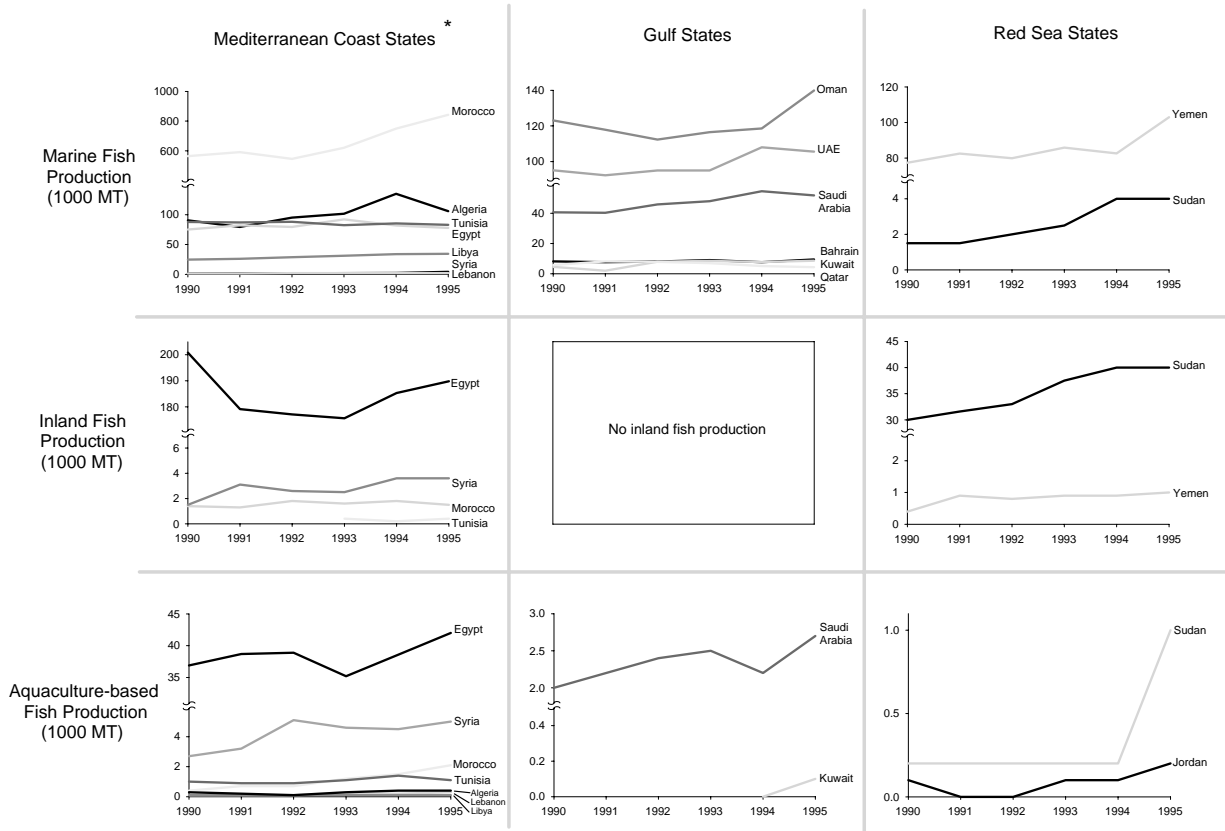 Mediterranean Coast States *
Gulf States
Red Sea States
Marine Fish
Production
(1000 MT)
1000
800
600
100
50
0
Morocco
Algeria
Tunisia
Egypt
Libya
Syria
Lebanon
1990 1991 1992 1993 1994 1995
140
120
100
40
20
0
Oman
UAE
Saudi
Arabia
Bahrain
Kuwait
Qatar
1990 1991 1992 1993 1994 1995
120
100
80
4
2
0
Yemen
Sudan
1990 1991 1992 1993 1994 1995
Inland Fish
Production
(1000 MT)
200
190
180
6
4
2
0
Egypt
Syria
Morocco
Tunisia
1990 1991 1992 1993 1994 1995
No inland fish production
45
40
35
30
2
1
0
Sudan
Yemen
1990 1991 1992 1993 1994 1995
Aquaculture-based
Fish Production
(1000 MT)
45
40
35
4
2
0
Egypt
Syria
Morocco
Tunisia
Algeria
Lebanon
Libya
1990 1991 1992 1993 1994 1995
3.0
2.5
2.0
0.4
0.2
0.0
Saudi
Arabia
Kuwait
1990 1991 1992 1993 1994 1995
1.0
0.5
0.0
Sudan
Jordan
1990 1991 1992 1993 1994 1995